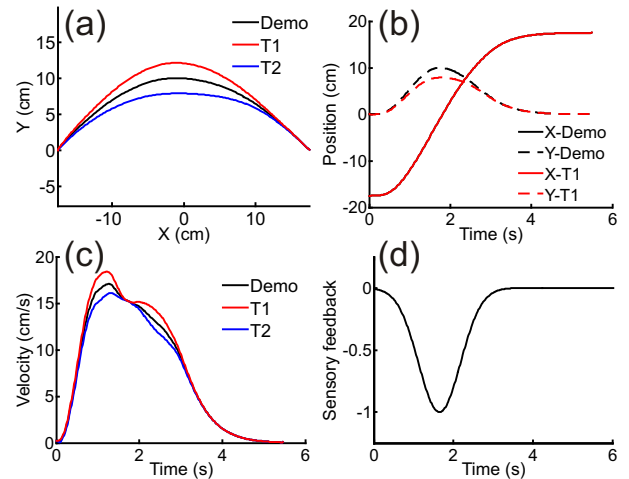 (a)
Demo
T1
T2
15
10
5
0
-5
Y (cm)
-10
0
10
X (cm)
(b)
20
10
0
-10
-20
Position (cm)
X-Demo
Y-Demo
X-T1
Y-T1
0
2
4
6
Time (s)
(c)
Demo
T1
T2
20
15
10
5
0
Velocity (cm/s)
0
2
4
6
Time (s)
(d)
0
-0.5
-1
Sensory feedback
0
2
4
6
Time (s)